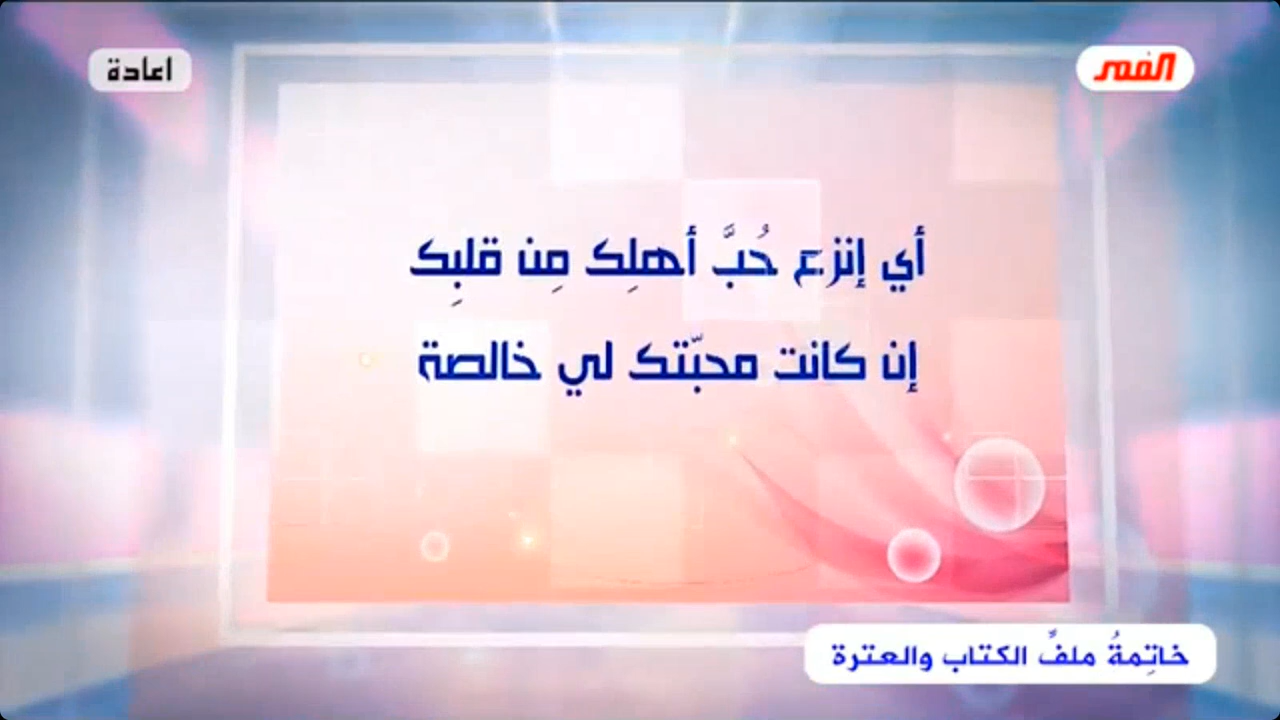 القمر
اعادة
أي إنزع حُبَّ أهلِك مِن قلبِك
إن كانت محبّتك لي خالصة
خاتِمةُ ملفِّ الكتاب والعترة